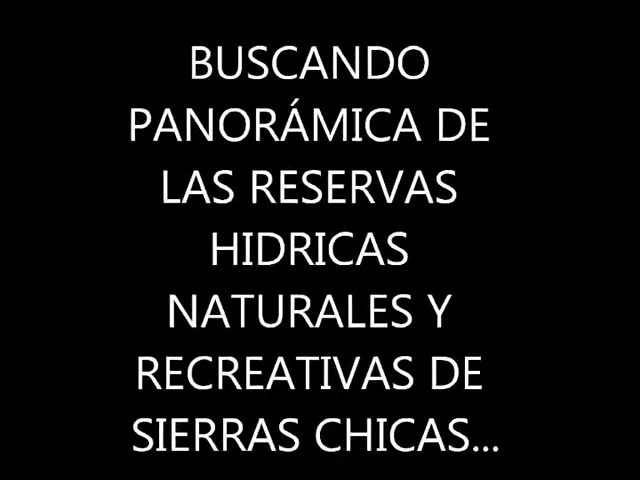 BUSCANDO
PANORÁMICA DE
LAS RESERVAS
HIDRICAS
NATURALES Y
RECREATIVAS DE
SIERRAS CHICAS...